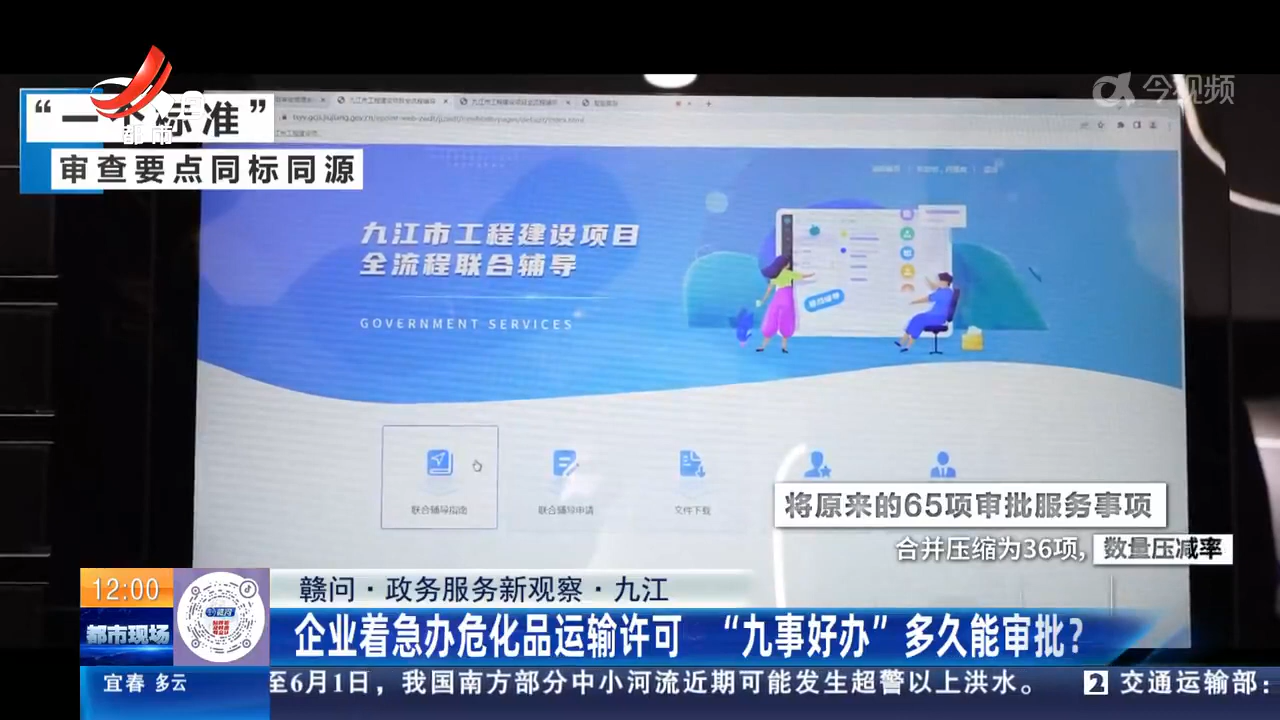 “一个标准”
都市
审查要点同标同源
今视频
九江市工程建设项目
全流程联合辅导
GOVERNMENT SERVICES
联合辅导指南
联合辅导申请
文件下载
将原来的65项审批服务事项
合并压缩为36项,数量压减率
12:00
都市现场
赣问·政务服务新观察·九江
企业着急办危化品运输许可 “九事好办”多久能审批?
宜春 多云
至6月1日，我国南方部分中小河流近期可能发生超警以上洪水。 2 交通运输部：